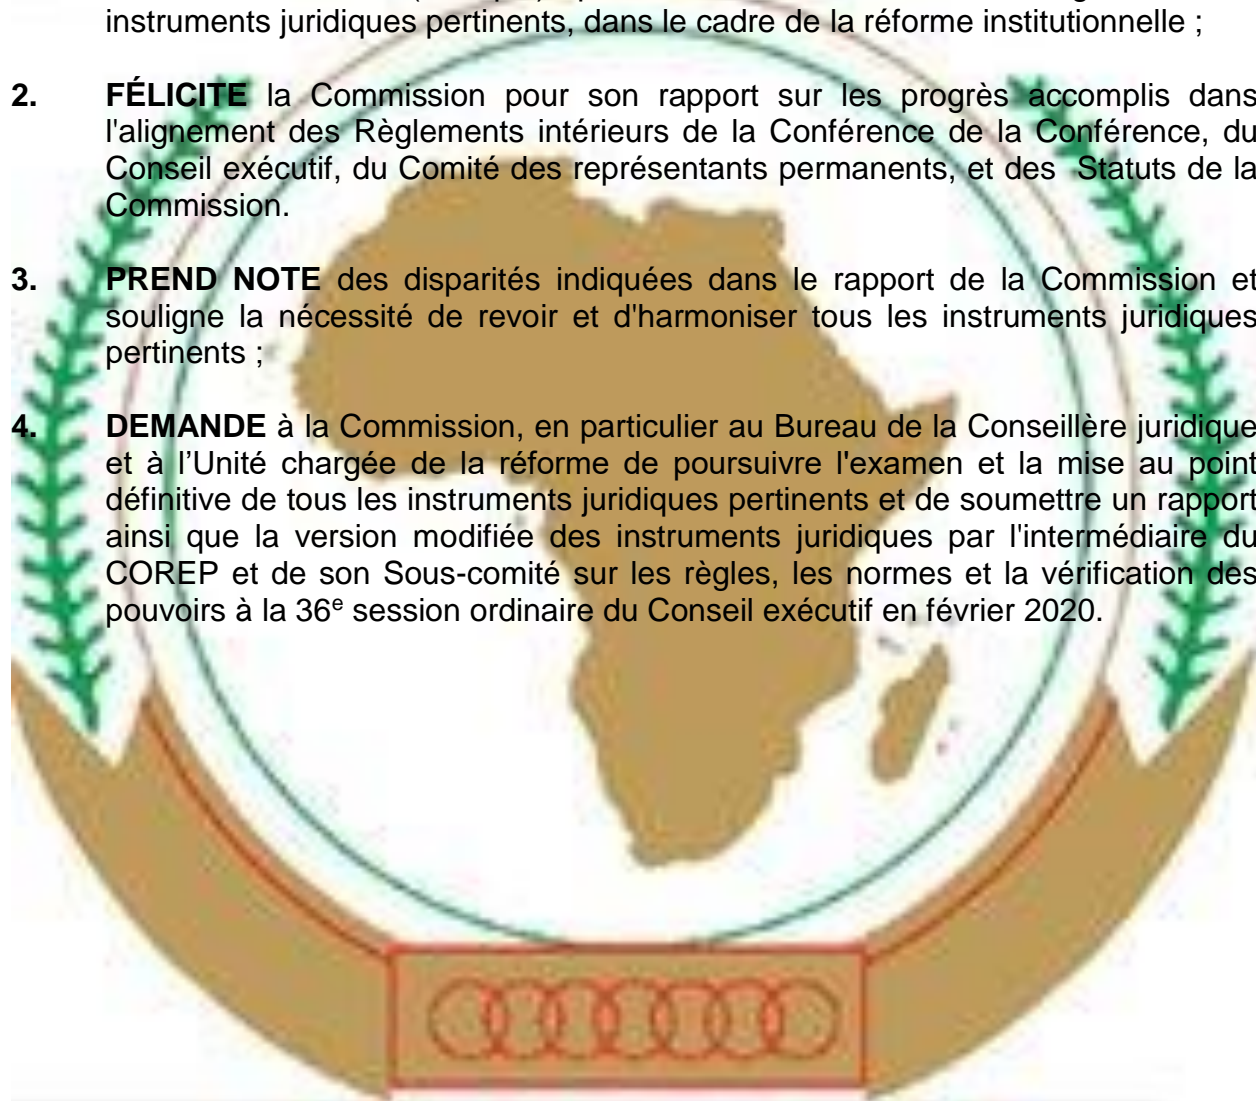 instruments juridiques pertinents, dans le cadre de la réforme institutionnelle ;
2. FÉLICITE la Commission pour son rapport sur les progrès accomplis dans
l'alignement des Règlements intérieurs de la Conférence de la Conférence, du
Conseil exécutif, du Comité des représentants permanents, et des Statuts de la
Commission.
3. PREND NOTE des disparités indiquées dans le rapport de la Commission et
souligne la nécessité de revoir et d'harmoniser tous les instruments juridiques
pertinents ;
4. DEMANDE à la Commission, en particulier au Bureau de la Conseillère juridique
et à l’Unité chargée de la réforme de poursuivre l'examen et la mise au point
définitive de tous les instruments juridiques pertinents et de soumettre un rapport
ainsi que la version modifiée des instruments juridiques par l'intermédiaire du
COREP et de son Sous-comité sur les règles, les normes et la vérification des
pouvoirs à la 36e session ordinaire du Conseil exécutif en février 2020.